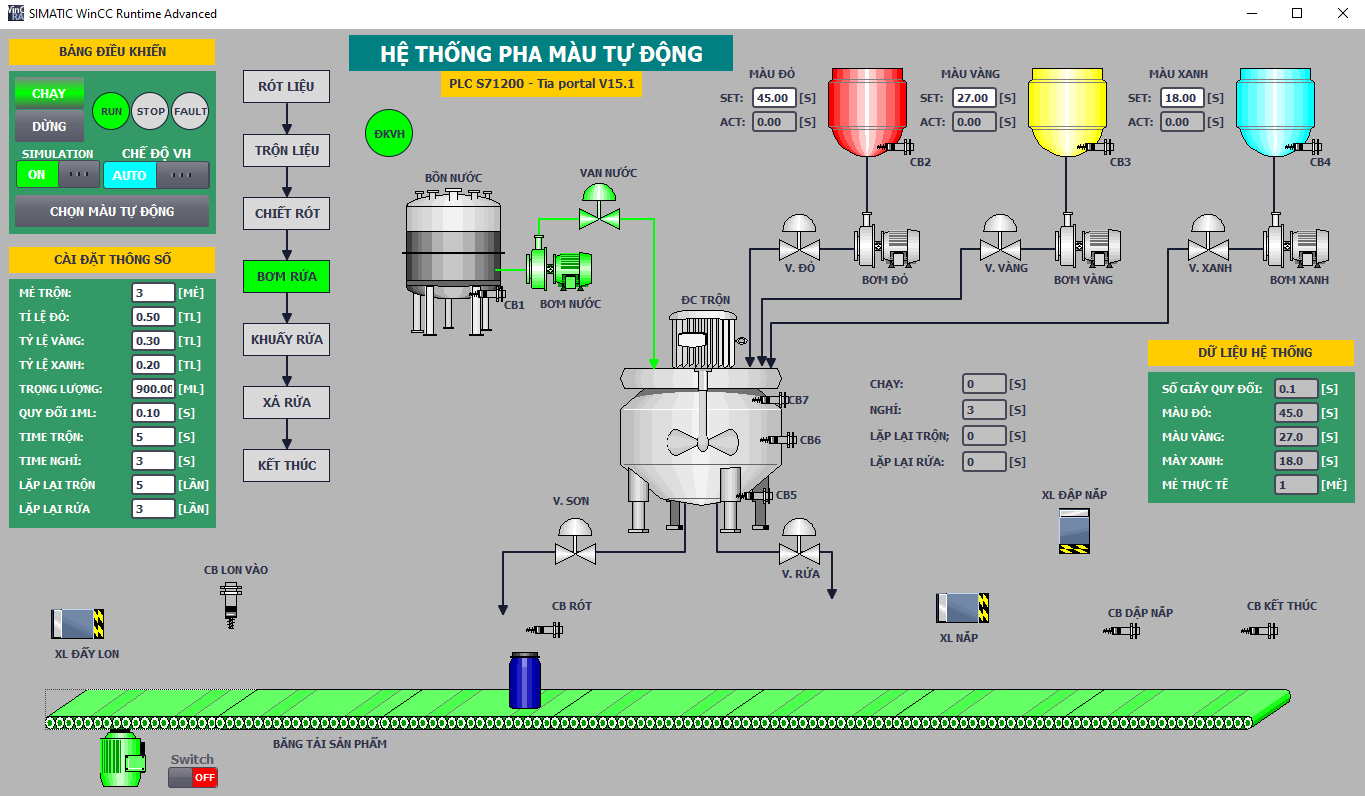 SIMATIC WinCC Runtime Advanced
HỆ THỐNG PHA MÀU TỰ ĐỘNG
PLC S71200 - Tia portal V15.1
BẢNG ĐIỀU KHIỂN
CHẠY
DỪNG
RUN
STOP
FAULT
SIMULATION
CHẾ ĐỘ VH
ON
AUTO
CHỌN MÀU TỰ ĐỘNG
CÀI ĐẶT THÔNG SỐ
MẺ TRỘN: 3 [MẺ]
TỈ LỆ ĐỎ: 0.50 [TL]
TỶ LỆ VÀNG: 0.30 [TL]
TỶ LỆ XANH: 0.20 [TL]
TRỌNG LƯỢNG: 900.00 [ML]
QUY ĐỔI 1ML: 0.10 [S]
TIME TRỘN: 5 [S]
TIME NGHỈ: 3 [S]
LẶP LẠI TRỘN 5 [LẦN]
LẶP LẠI RỬA 3 [LẦN]
RÓT LIỆU
TRỘN LIỆU
CHIẾT RÓT
BƠM RỬA
KHUẤY RỬA
XẢ RỬA
KẾT THÚC
ĐKVH
BỒN NƯỚC
VAN NƯỚC
CB1
BƠM NƯỚC
MÀU ĐỎ
SET: 45.00 [S]
ACT: 0.00 [S]
CB2
MÀU VÀNG
SET: 27.00 [S]
ACT: 0.00 [S]
CB3
MÀU XANH
SET: 18.00 [S]
ACT: 0.00 [S]
CB4
V. ĐỎ
BƠM ĐỎ
V. VÀNG
BƠM VÀNG
V. XANH
BƠM XANH
ĐC TRỘN
CB7
CB6
CB5
CHẠY: 0 [S]
NGHỈ: 3 [S]
LẶP LẠI TRỘN; 0 [S]
LẶP LẠI RỬA: 0 [S]
DỮ LIỆU HỆ THỐNG
SỐ GIÂY QUY ĐỔI: 0.1 [S]
MÀU ĐỎ: 45.0 [S]
MÀU VÀNG: 27.0 [S]
MÀY XANH: 18.0 [S]
MẺ THỰC TẾ 1 [MẺ]
V. SƠN
V. RỬA
XL ĐẬP NẮP
CB LON VÀO
XL ĐẨY LON
CB RÓT
XL NẮP
CB DẬP NẮP
CB KẾT THÚC
BĂNG TẢI SẢN PHẨM
Switch
OFF